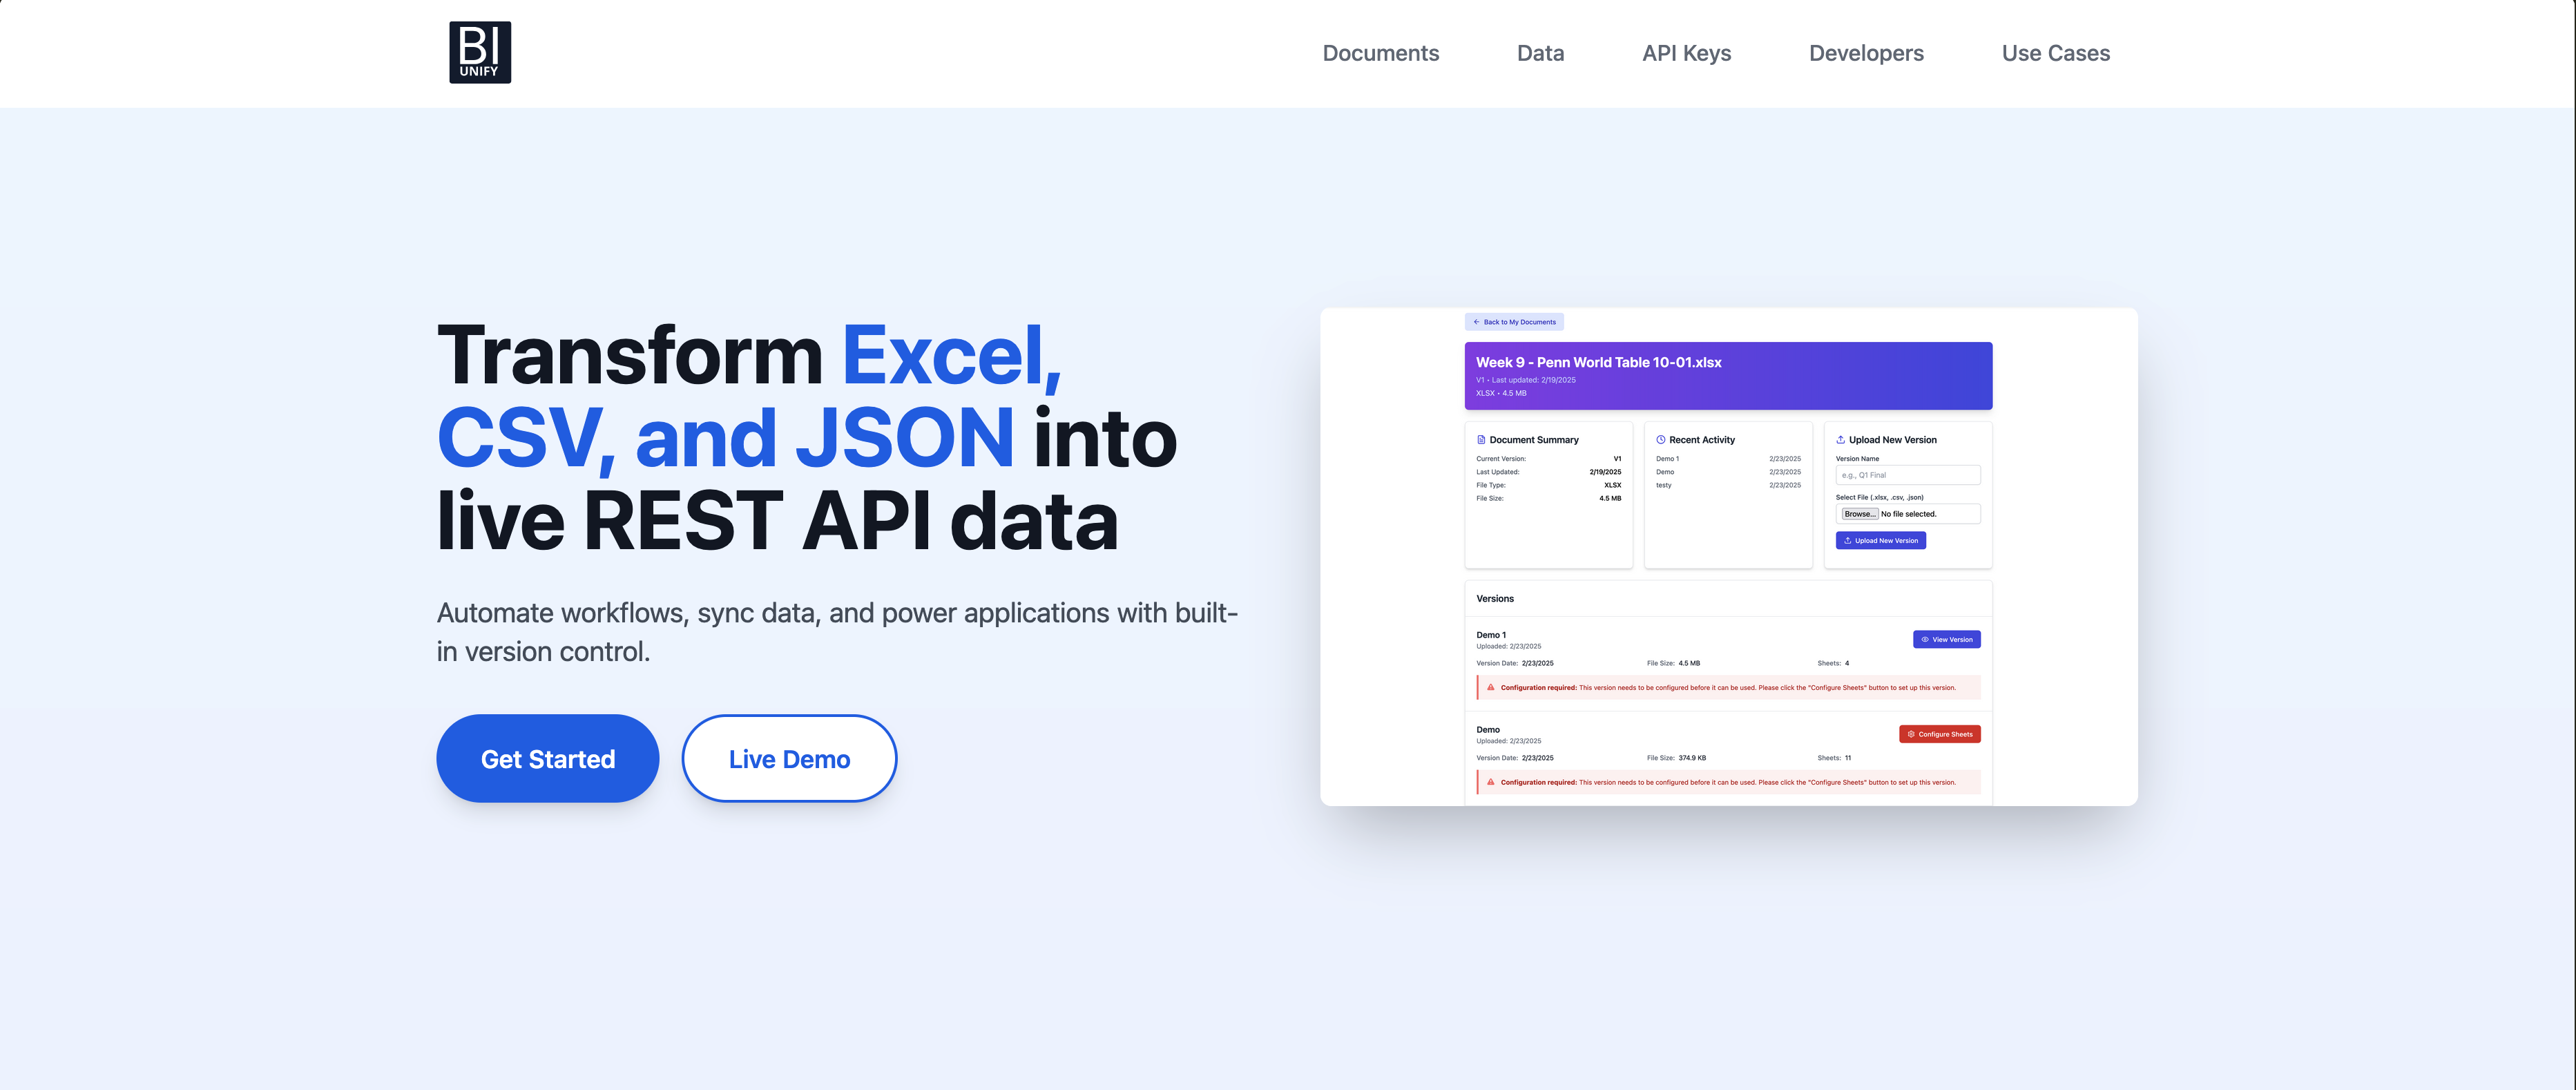 BI
UNIFY
Documents
Data
API Keys
Developers
Use Cases
Transform Excel,
CSV, and JSON into
live REST API data
Automate workflows, sync data, and power applications with built-
in version control.
Get Started
Live Demo
← Back to My Documents
Week 9 - Penn World Table 10-01.xlsx
V1 • Last updated: 2/19/2025
XLSX • 4.5 MB
Document Summary
Current Version: V1
Last Updated: 2/19/2025
File Type: XLSX
File Size: 4.5 MB
Recent Activity
Demo 1 2/23/2025
Demo 2/23/2025
testy 2/23/2025
Upload New Version
Version Name
e.g., Q1 Final
Select File (.xlsx, .csv, .json)
Browse... No file selected.
Upload New Version
Versions
Demo 1
Uploaded: 2/23/2025
View Version
Version Date: 2/23/2025 File Size: 4.5 MB Sheets: 4
Configuration required: This version needs to be configured before it can be used. Please click the "Configure Sheets" button to set up this version.
Demo
Uploaded: 2/23/2025
Configure Sheets
Version Date: 2/23/2025 File Size: 374.9 KB Sheets: 11
Configuration required: This version needs to be configured before it can be used. Please click the "Configure Sheets" button to set up this version.